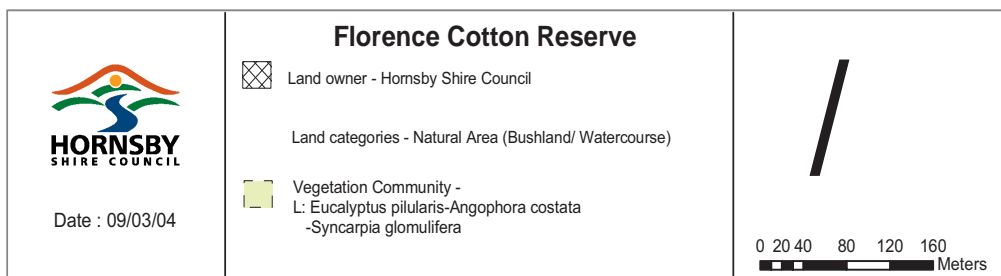 HORNSBY
SHIRE COUNCIL
Date : 09/03/04
Florence Cotton Reserve
Land owner - Hornsby Shire Council
Land categories - Natural Area (Bushland/ Watercourse)
Vegetation Community -
L: Eucalyptus pilularis-Angophora costata
-Syncarpia glomulifera
0 20 40 80 120 160
Meters